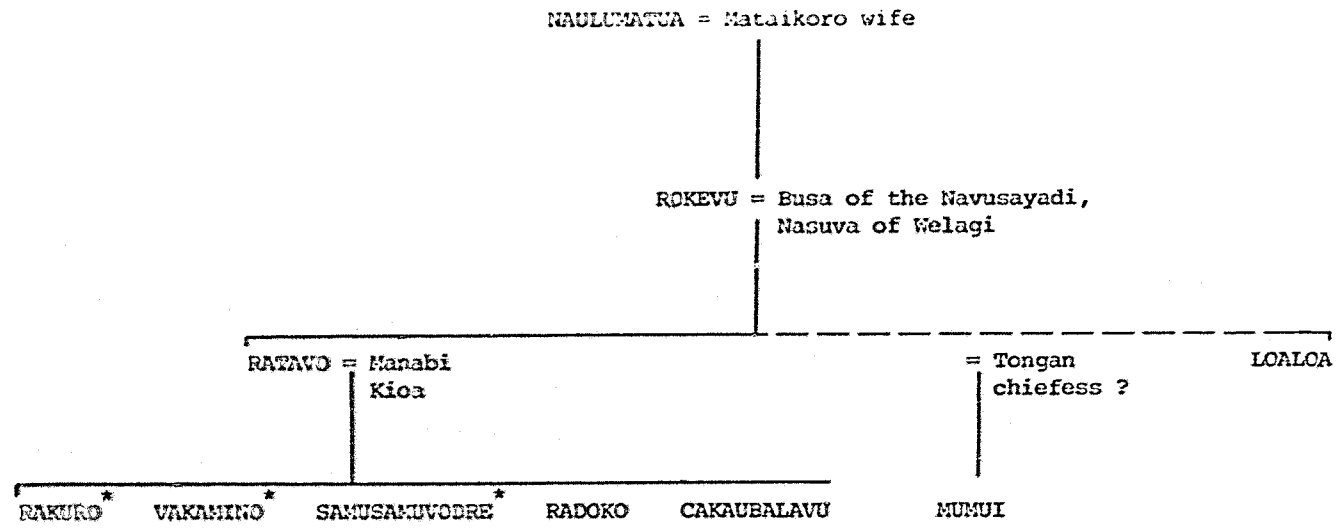 NAULUMATUA = Mataikoro wife
ROKEVU = Busa of the Navusayadi,
Nasuva of Welagi
RATAVO = Manabi = Tongan LOALOA
Kioa chiefess ?
RAKURO* VAKAMINO* SAMUSAMUVODRE* RADOKO CAKAUBALAVU MUMUI